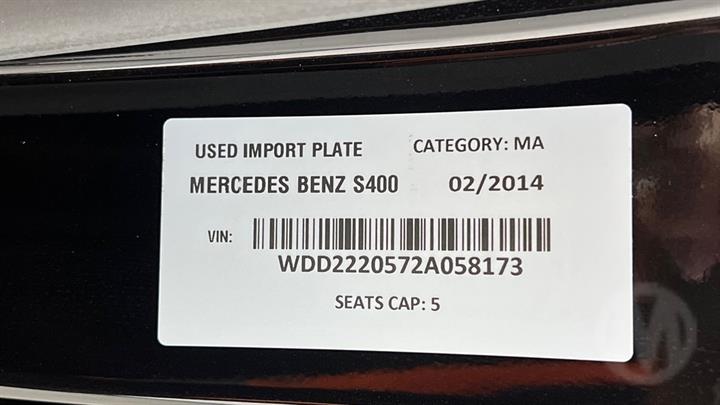 USED IMPORT PLATE CATEGORY: MA
MERCEDES BENZ S400 02/2014
VIN:
WDD2220572A058173
SEATS CAP: 5